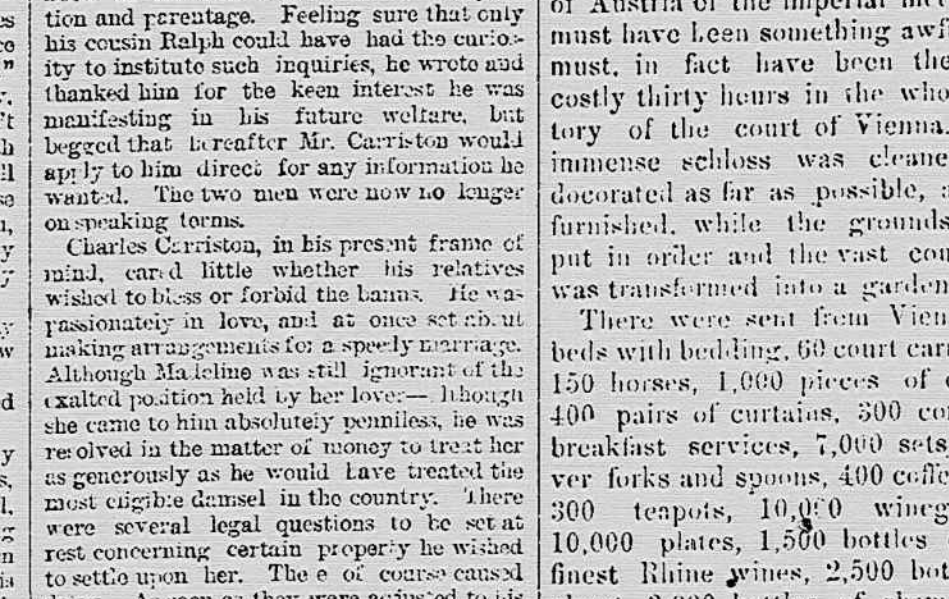 tion and parentage. Feeling sure that only
his cousin Ralph could have had the curios-
ity to institute such inquiries, he wrote and
thanked him for the keen interest he was
manifesting in his future welfare, but
begged that hereafter Mr. Carriston would
apply to him direct for any information he
wanted. The two men were now no longer
on speaking terms.
Charles Carriston, in his present frame of
mind, cared little whether his relatives
wished to bless or forbid the banns. He was
passionately in love, and at once set about
making arrangements for a speedy marriage.
Although Madeline was still ignorant of the
exalted position held by her lover— though
she came to him absolutely penniless, he was
resolved in the matter of money to treat her
as generously as he would have treated the
most eligible damsel in the country. There
were several legal questions to be set at
rest concerning certain property he wished
to settle upon her. These of course caused
they were adjusted to his
of Austria or the imperial
must have been something
must, in fact have been the
costly thirty hours in the
tory of the court of Vienna.
immense schloss was
decorated as far as possible,
furnished, while the grounds
put in order and the vast
was transformed into a garden
There were sent from
beds with bedding, 60 court
150 horses, 1,000 pieces of
400 pairs of curtains, 300
breakfast services, 7,000 sets
ver forks and spoons, 400
300 teapots,
10,000 plates, 1,500 bottles
finest Rhine wines, 2,500